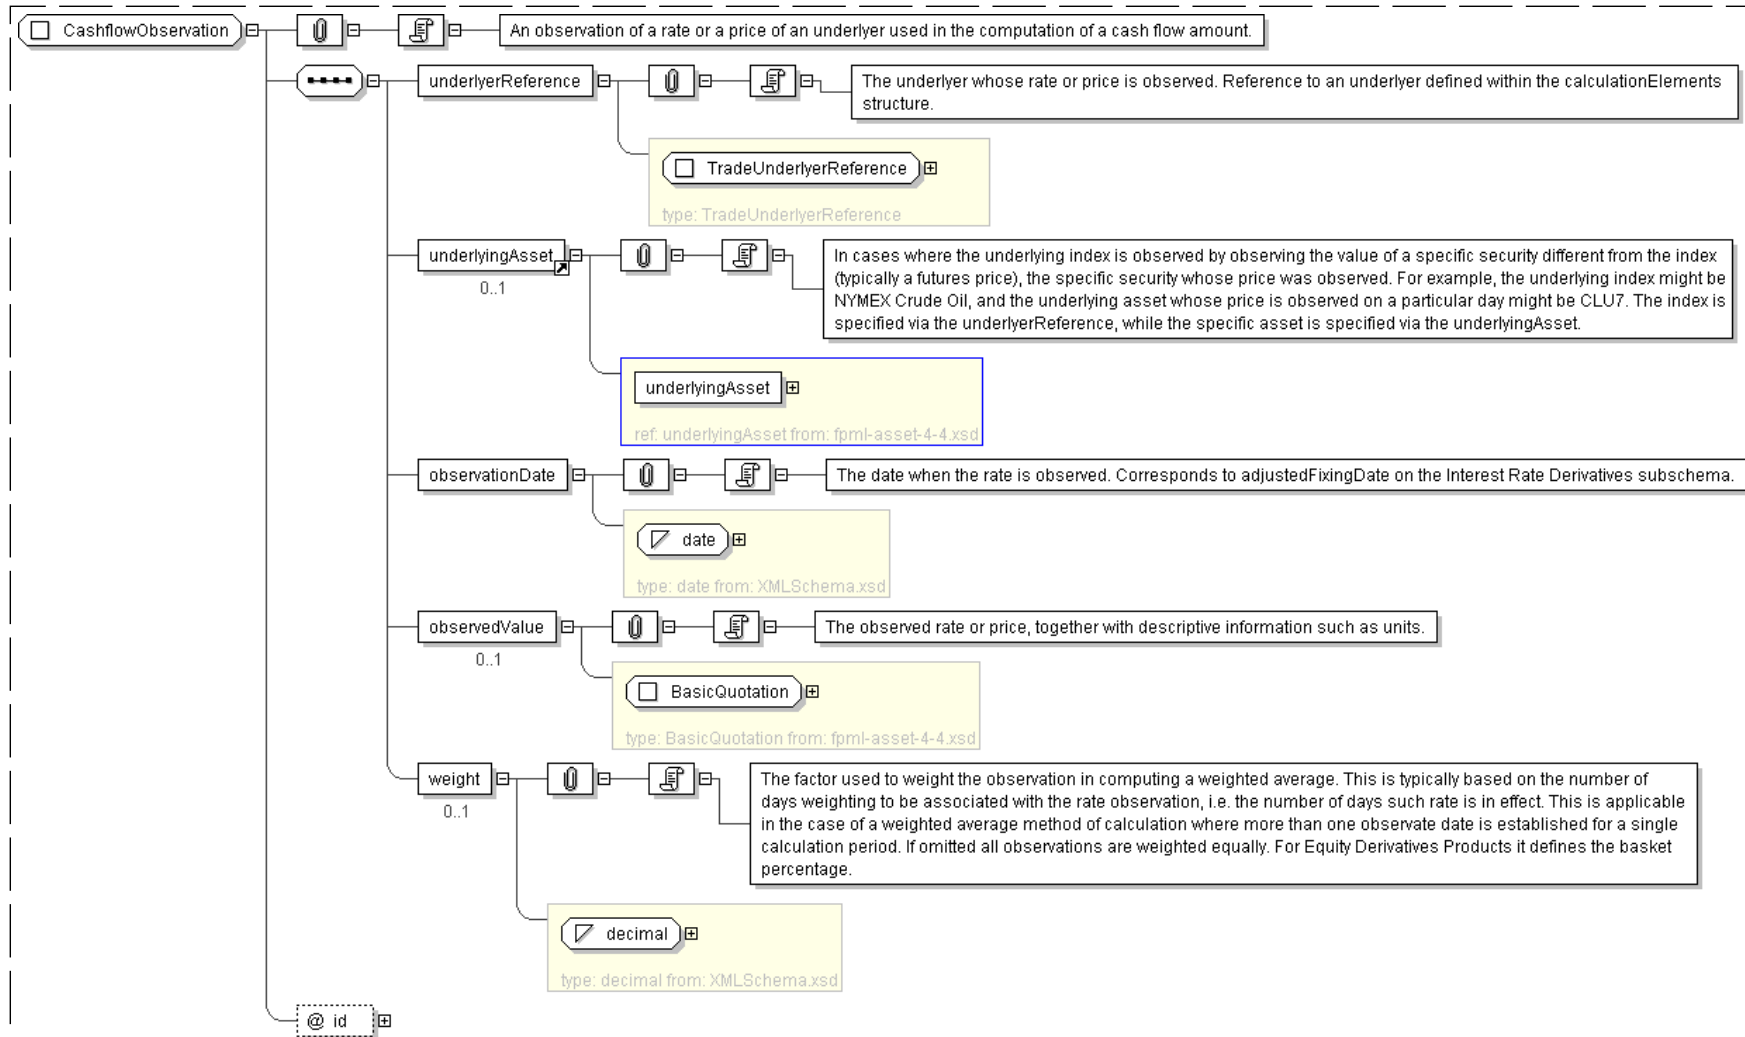 CashflowObservation
An observation of a rate or a price of an underlyer used in the computation of a cash flow amount.
underlyerReference
The underlyer whose rate or price is observed. Reference to an underlyer defined within the calculationElements
structure.
TradeUnderlyerReference
type: TradeUnderlyerReference
underlyingAsset
0..1
In cases where the underlying index is observed by observing the value of a specific security different from the index
(typically a futures price), the specific security whose price was observed. For example, the underlying index might be
NYMEX Crude Oil, and the underlying asset whose price is observed on a particular day might be CLU7. The index is
specified via the underlyerReference, while the specific asset is specified via the underlyingAsset.
underlyingAsset
ref: underlyingAsset from: fpml-asset-4-4.xsd
observationDate
The date when the rate is observed. Corresponds to adjustedFixingDate on the Interest Rate Derivatives subschema.
date
type: date from: XMLSchema.xsd
observedValue
0..1
The observed rate or price, together with descriptive information such as units.
BasicQuotation
type: BasicQuotation from: fpml-asset-4-4.xsd
weight
0..1
The factor used to weight the observation in computing a weighted average. This is typically based on the number of
days weighting to be associated with the rate observation, i.e. the number of days such rate is in effect. This is applicable
in the case of a weighted average method of calculation where more than one observate date is established for a single
calculation period. If omitted all observations are weighted equally. For Equity Derivatives Products it defines the basket
percentage.
decimal
type: decimal from: XMLSchema.xsd
@ id